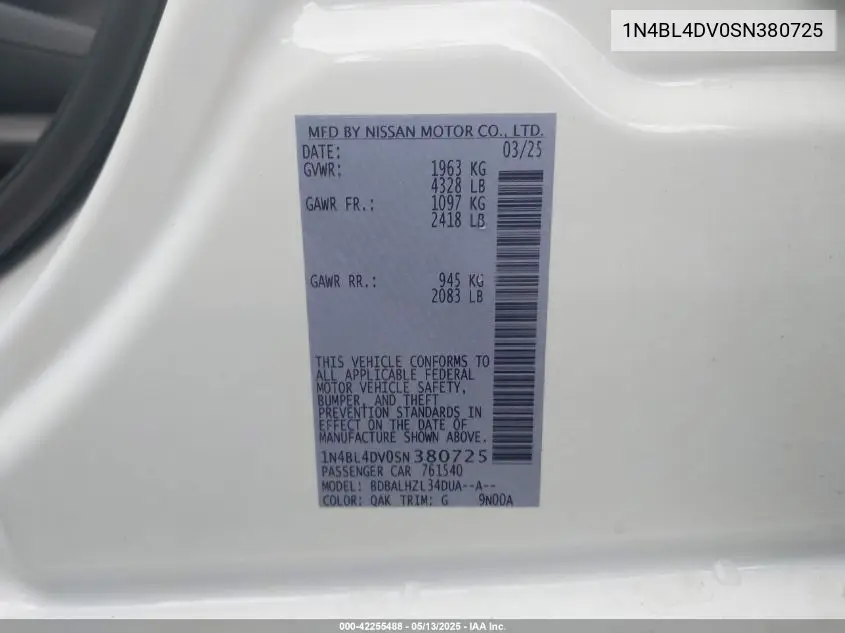 1N4BL4DV0SN380725
MFD BY NISSAN MOTOR CO., LTD.
DATE: 03/25
GVWR: 1963 KG
4328 LB
GAWR FR.: 1097 KG
2418 LB
GAWR RR.: 945 KG
2083 LB
THIS VEHICLE CONFORMS TO
ALL APPLICABLE FEDERAL
MOTOR VEHICLE SAFETY,
BUMPER, AND THEFT
PREVENTION STANDARDS IN
EFFECT ON THE DATE OF
MANUFACTURE SHOWN ABOVE.
1N4BL4DV0SN380725
PASSENGER CAR 761540
MODEL: BDBALHZL34DUA--A--
COLOR: QAK TRIM: G 9N00A
000-42255488 - 05/13/2025 - IAA Inc.